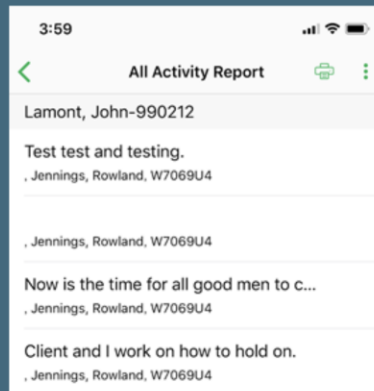 3:59
All Activity Report
Lamont, John-990212
Test test and testing.
, Jennings, Rowland, W7069U4
, Jennings, Rowland, W7069U4
Now is the time for all good men to c...
, Jennings, Rowland, W7069U4
Client and I work on how to hold on.
, Jennings, Rowland, W7069U4